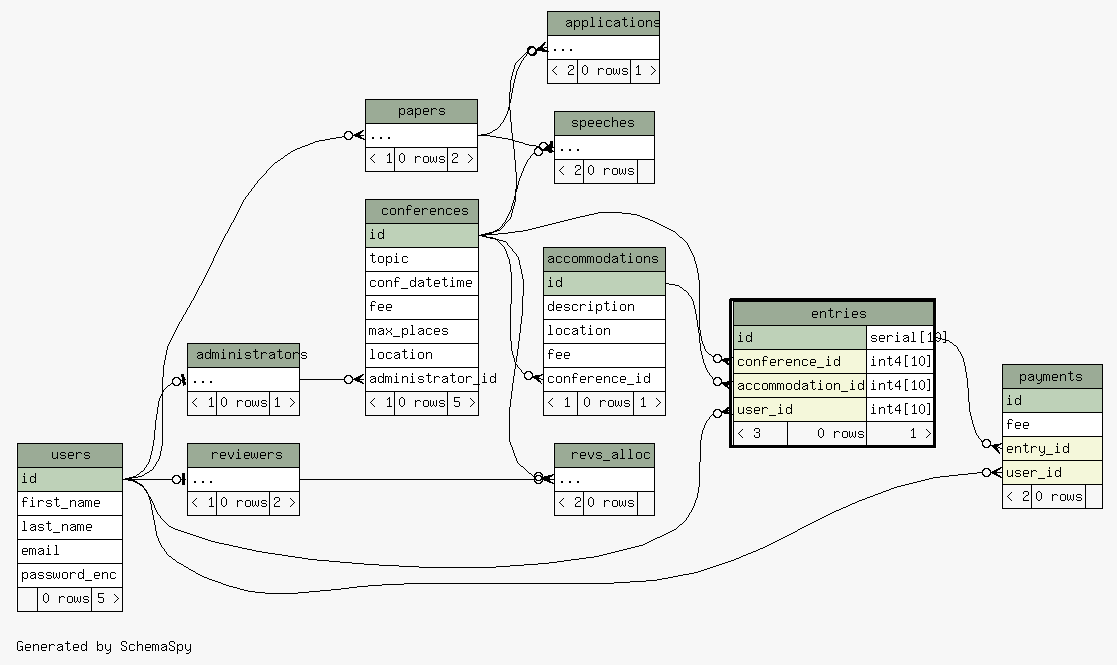 applications
...
< 2 0 rows 1 >
papers
...
< 1 0 rows 2 >
speeches
...
< 2 0 rows
conferences
id
topic
conf_datetime
fee
max_places
location
administrator_id
< 1 0 rows 5 >
accommodations
id
description
location
fee
conference_id
< 1 0 rows 1 >
entries
id serial[10]
conference_id int4[10]
accommodation_id int4[10]
user_id int4[10]
< 3 0 rows 1 >
administrators
...
< 1 0 rows 1 >
payments
id
fee
entry_id
user_id
< 2 0 rows
users
id
first_name
last_name
email
password_enc
0 rows 5 >
reviewers
...
< 1 0 rows 2 >
revs_alloc
...
< 2 0 rows
Generated by SchemaSpy